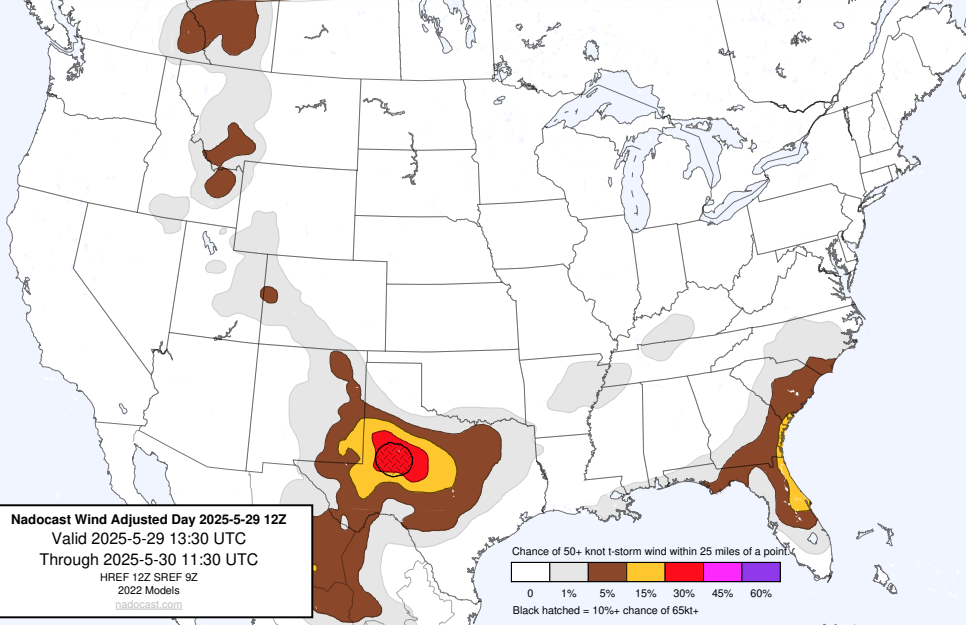 Nadocast Wind Adjusted Day 2025-5-29 12Z
Valid 2025-5-29 13:30 UTC
Through 2025-5-30 11:30 UTC
HREF 12Z SREF 9Z
2022 Models
nadocast.com
Chance of 50+ knot t-storm wind within 25 miles of a point.
0 1% 5% 15% 30% 45% 60%
Black hatched = 10%+ chance of 65kt+